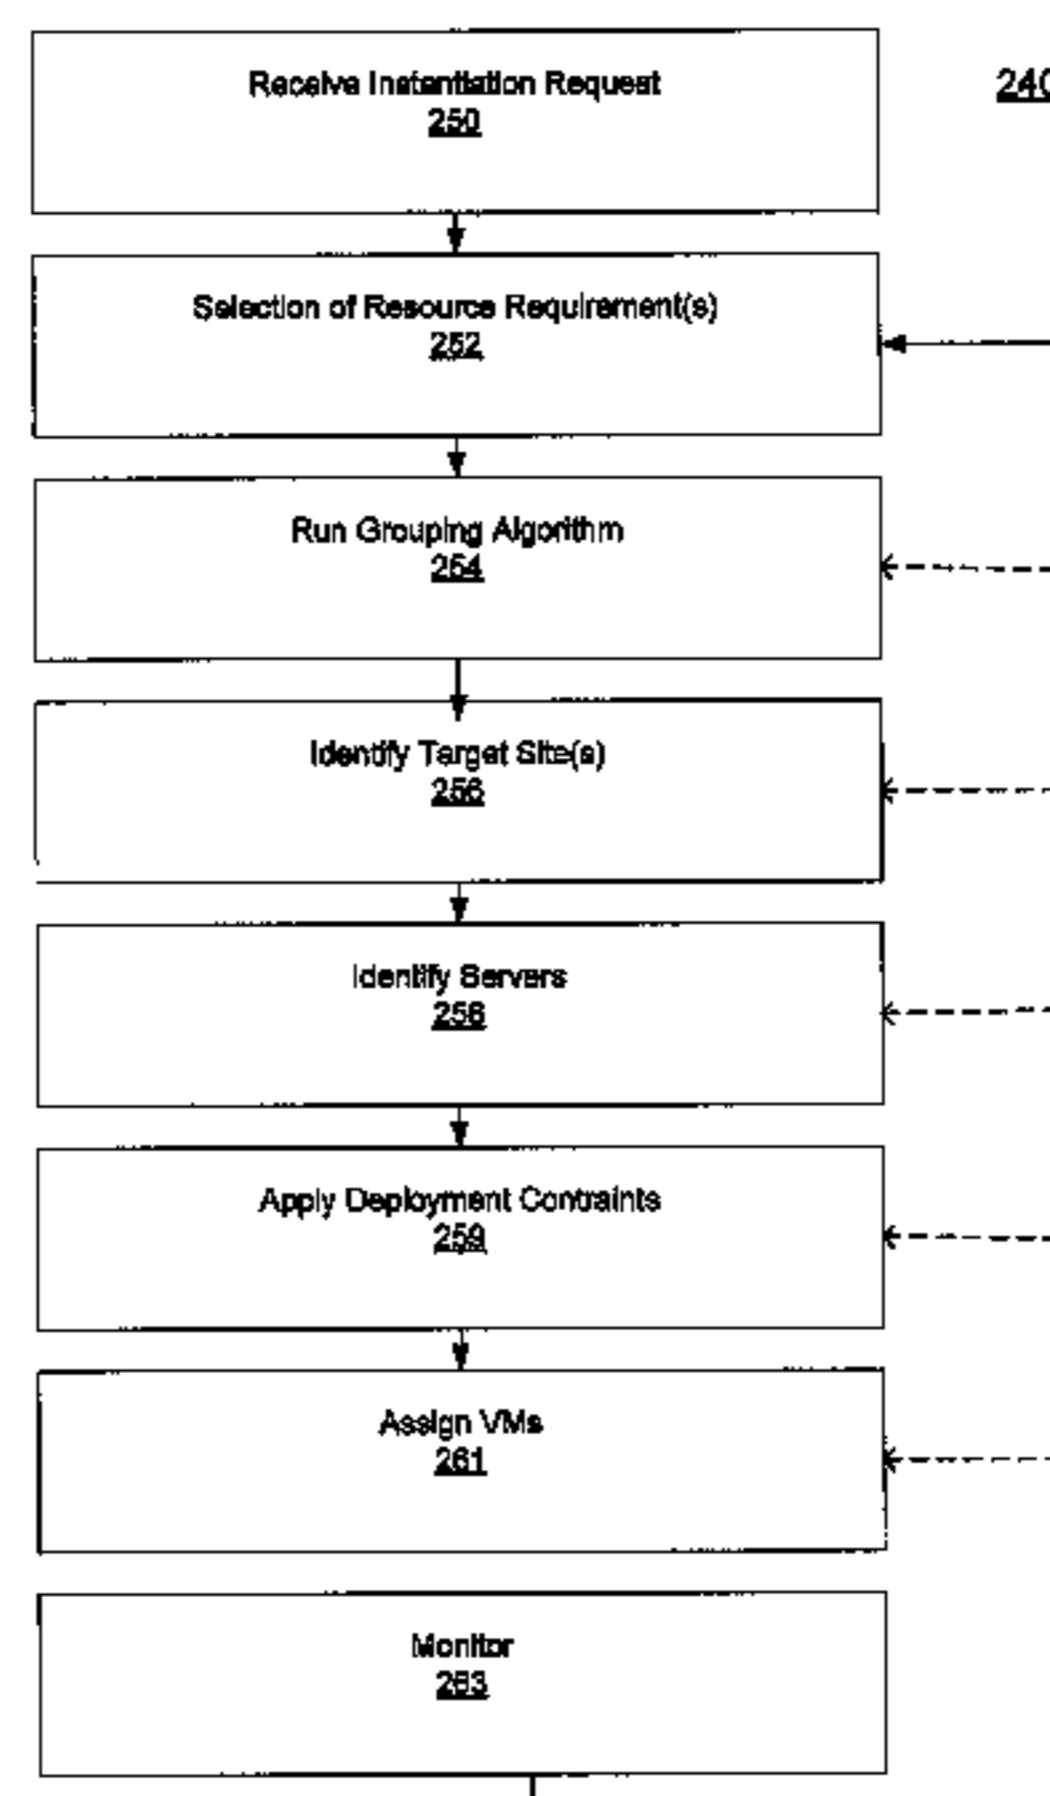 Receive Instantiation Request
250
240
Selection of Resource Requirement(s)
252
Run Grouping Algorithm
254
Identify Target Site(s)
256
Identify Servers
258
Apply Deployment Contraints
259
Assign VMs
261
Monitor
263